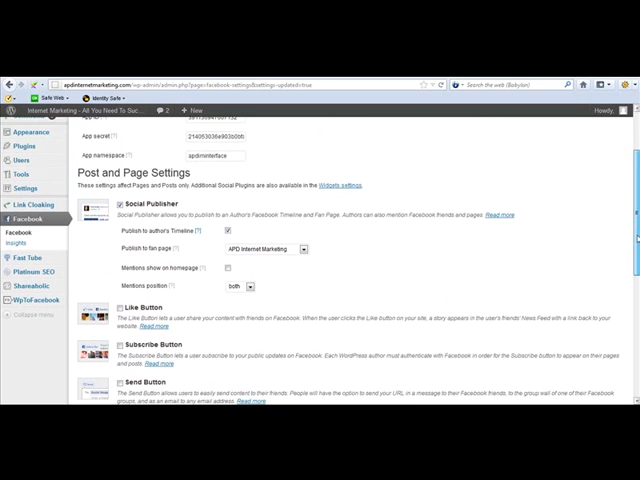 apdinternetmarketing.com/wp-admin/admin.php?page=facebook-settings&settings-updated=true
Search the web (Babylon)
Safe Web
Identity Safe
Internet Marketing - All You Need To Suc...
2
+ New
Howdy,
App secret [?]
App namespace [?]
apdiminterface
Appearance
Plugins
Users
Tools
Settings
Link Cloaking
Facebook
Facebook
Insights
Fast Tube
Platinum SEO
Shareaholic
WpToFacebook
Collapse menu
Post and Page Settings
These settings affect Pages and Posts only. Additional Social Plugins are also available in the Widgets settings.
Social Publisher
Social Publisher allows you to publish to an Author's Facebook Timeline and Fan Page. Authors can also mention Facebook friends and pages. Read more
Publish to author's Timeline [?]
Publish to fan page [?]
APD Internet Marketing
Mentions show on homepage [?]
Mentions position [?]
both
Like Button
The Like Button lets a user share your content with friends on Facebook. When the user clicks the Like button on your site, a story appears in the user's friends' News Feed with a link back to your
website. Read more
Subscribe Button
The Subscribe Button lets a user subscribe to your public updates on Facebook. Each WordPress author must authenticate with Facebook in order for the Subscribe button to appear on their pages
and posts. Read more
Send Button
The Send Button allows users to easily send content to their friends. People will have the option to send your URL in a message to their Facebook friends, to the group wall of one of their Facebook
groups, and as an email to any email address. Read more